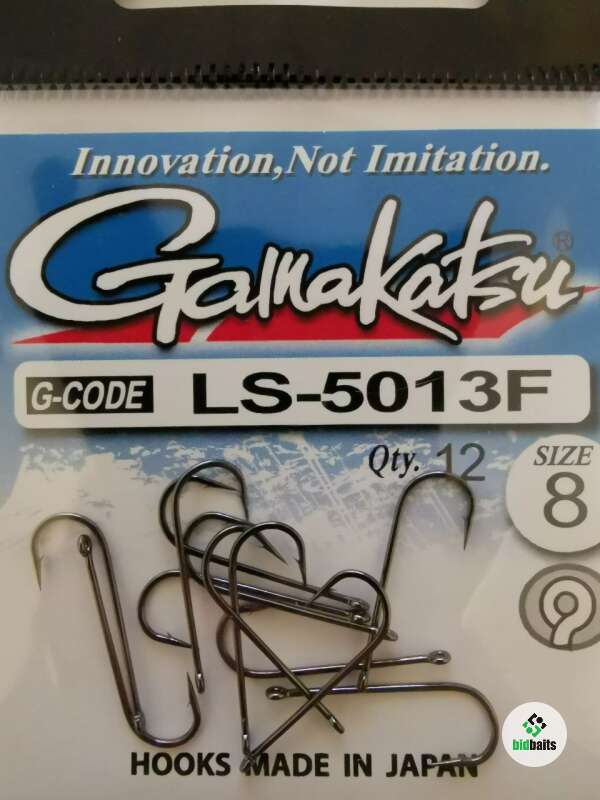 Innovation,Not Imitation.
Gamakatsu®
G-CODE LS-5013F
Qty. 12
SIZE
8
HOOKS MADE IN JAPAN
bidbaits